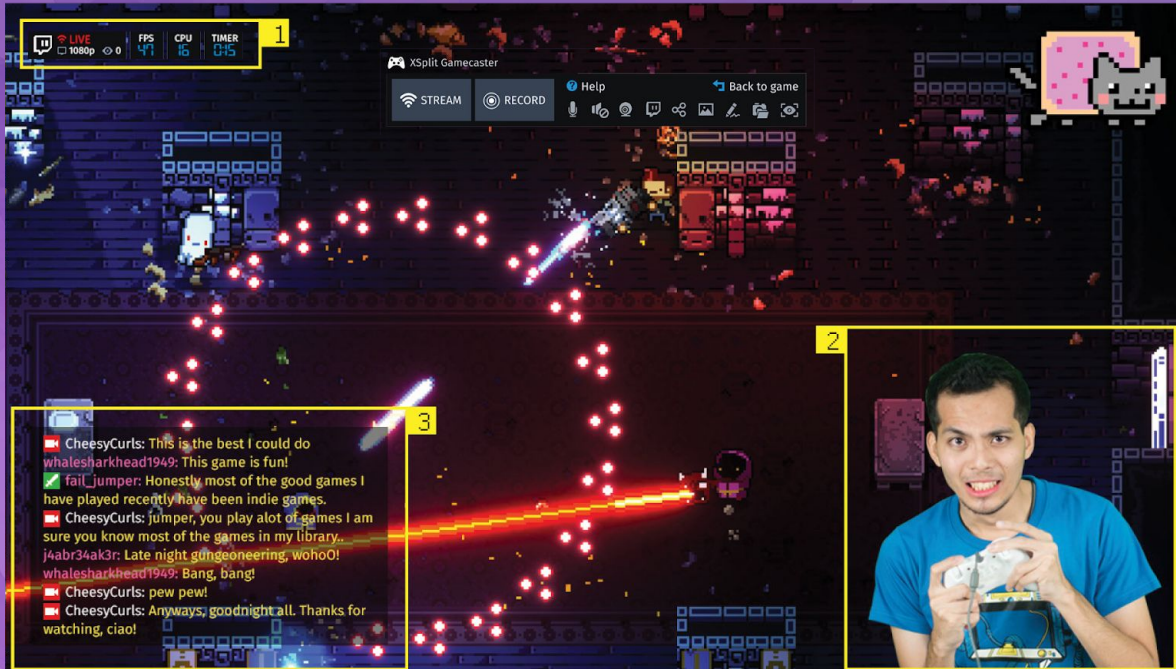 LIVE
1080p 0
FPS
47
CPU
16
TIMER
0:15
1
XSplit Gamecaster
STREAM
RECORD
Help
Back to game
2
3
CheesyCurls: This is the best I could do
whalesharkhead1949: This game is fun!
fail_jumper: Honestly most of the good games I
have played recently have been indie games.
CheesyCurls: jumper, you play alot of games I am
sure you know most of the games in my library..
j4abr34ak3r: Late night gungeoneering, wohoO!
whalesharkhead1949: Bang, bang!
CheesyCurls: pew pew!
CheesyCurls: Anyways, goodnight all. Thanks for
watching, ciao!